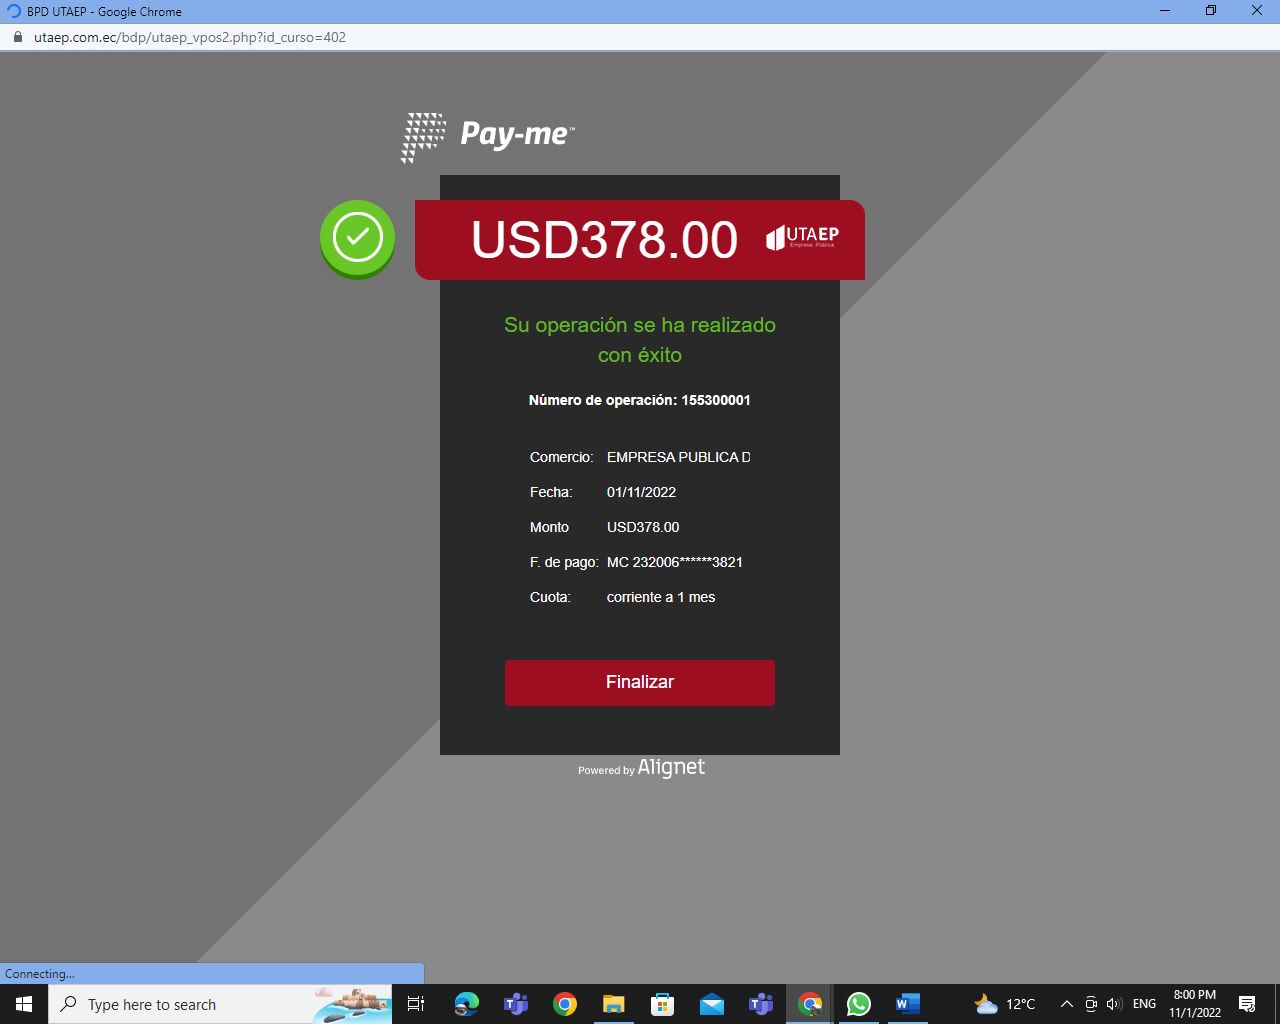 BPD UTAEP - Google Chrome
utaep.com.ec/bdp/utaep_vpos2.php?id_curso=402
Pay-me™
USD378.00
UTAEP
Empresa Pública
Su operación se ha realizado
con éxito
Número de operación: 155300001
Comercio: EMPRESA PUBLICA D
Fecha: 01/11/2022
Monto USD378.00
F. de pago: MC 232006******3821
Cuota: corriente a 1 mes
Finalizar
Powered by Alignet
Connecting...
Type here to search
12°C
ENG
8:00 PM
11/1/2022